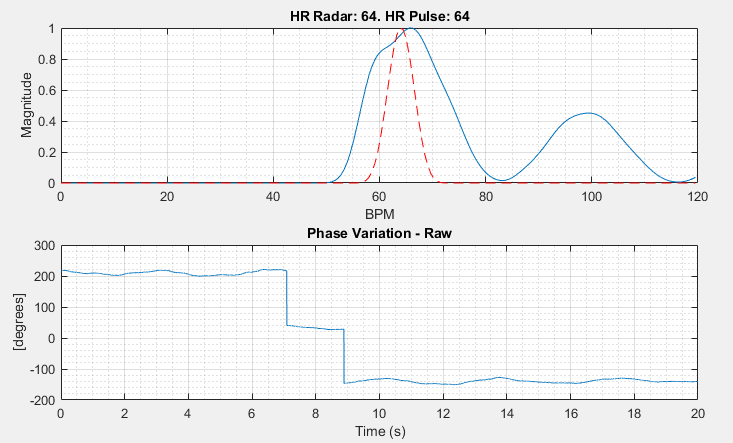 HR Radar: 64. HR Pulse: 64
1
0.8
0.6
0.4
0.2
0
Magnitude
0 20 40 60 80 100 120
BPM
Phase Variation - Raw
300
200
100
0
-100
-200
[degrees]
0 2 4 6 8 10 12 14 16 18 20
Time (s)